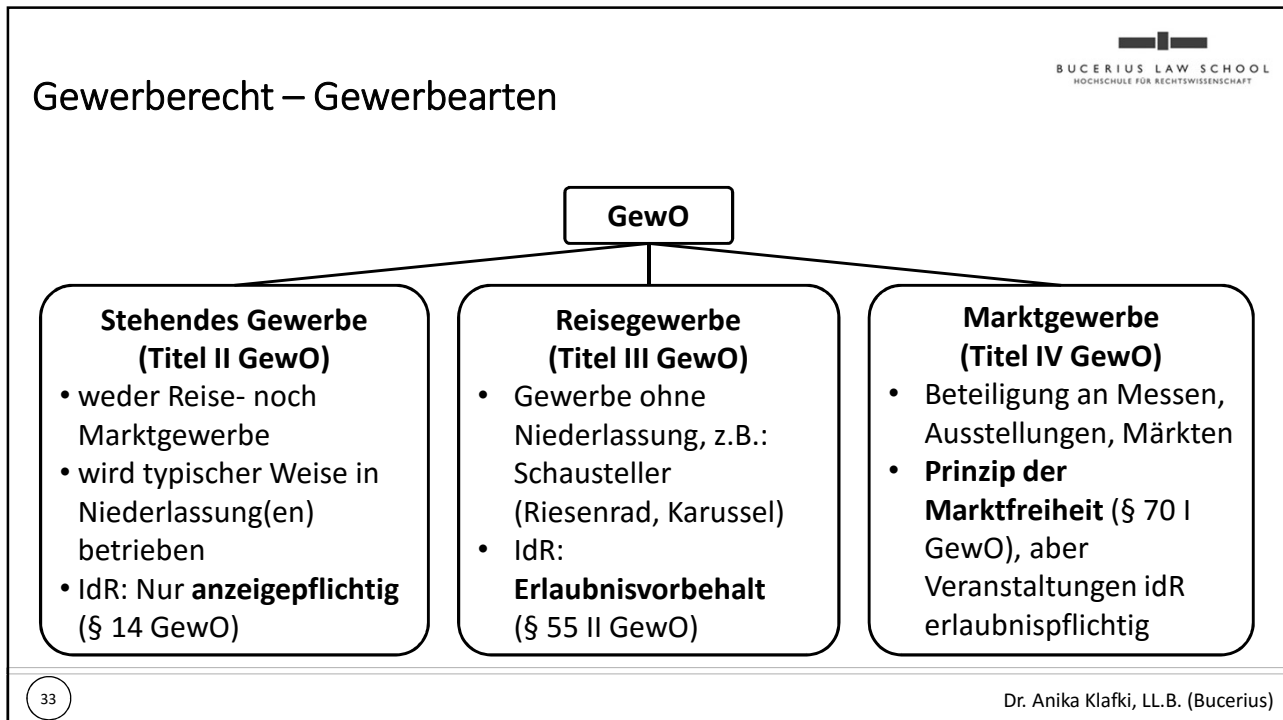 BUCERIUS LAW SCHOOL
HOCHSCHULE FÜR RECHTSWISSENSCHAFT
Gewerberecht – Gewerbearten
GewO
Stehendes Gewerbe
(Titel II GewO)
• weder Reise- noch
Marktgewerbe
• wird typischer Weise in
Niederlassung(en)
betrieben
• IdR: Nur anzeigepflichtig
(§ 14 GewO)
Reisegewerbe
(Titel III GewO)
• Gewerbe ohne
Niederlassung, z.B.:
Schausteller
(Riesenrad, Karussel)
• IdR:
Erlaubnisvorbehalt
(§ 55 II GewO)
Marktgewerbe
(Titel IV GewO)
• Beteiligung an Messen,
Ausstellungen, Märkten
• Prinzip der
Marktfreiheit (§ 70 I
GewO), aber
Veranstaltungen idR
erlaubnispflichtig
33
Dr. Anika Klafki, LL.B. (Bucerius)